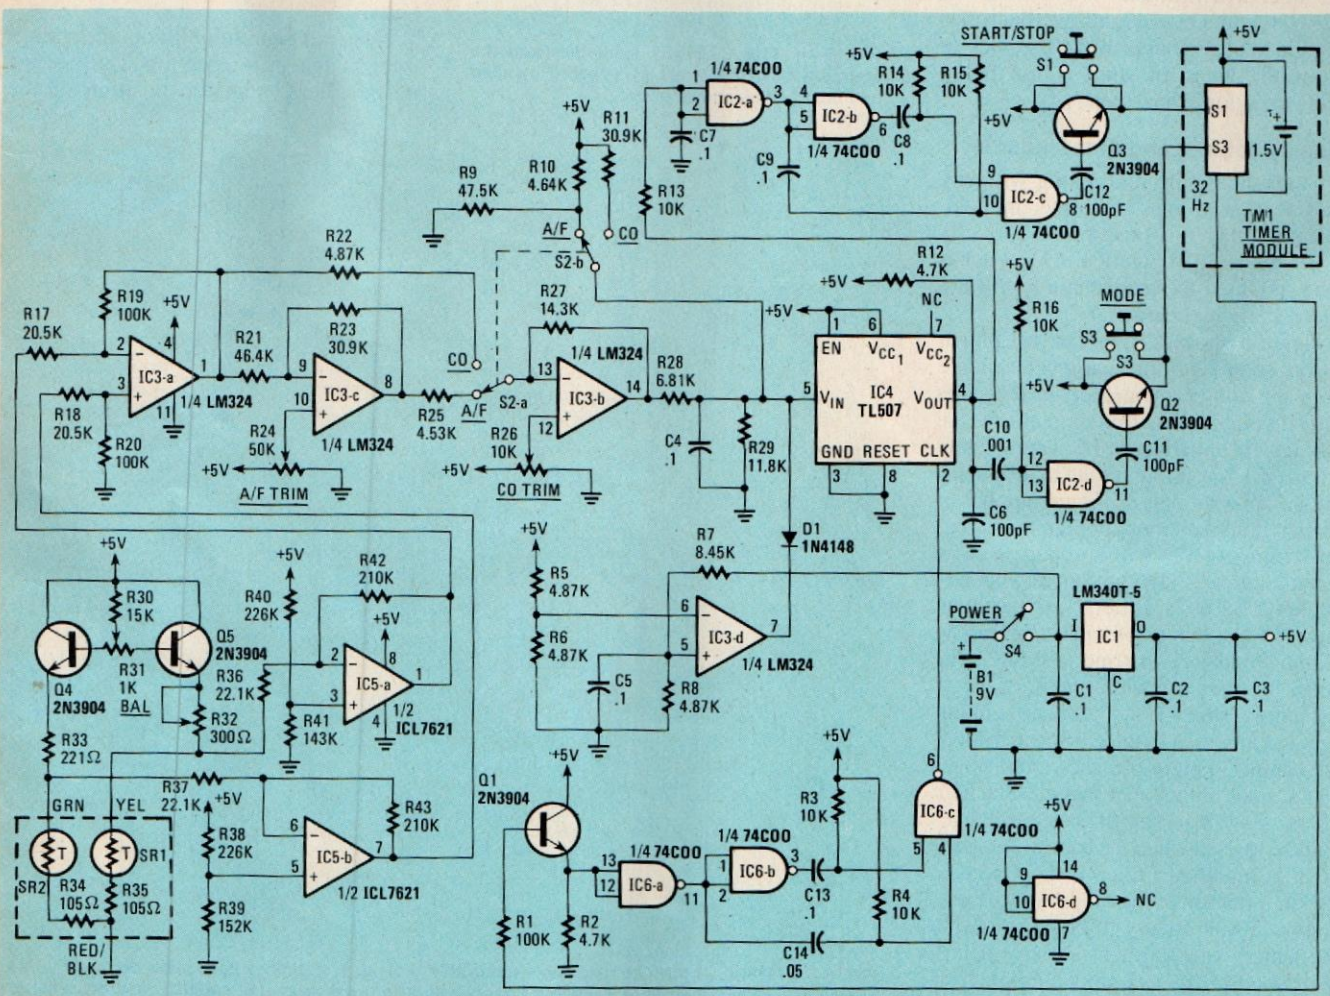 START/STOP
S1
+5V
1/4 74C00
1
2
3
IC2-a
C7
.1
+5V
R14
10K
R15
10K
4
5
6
IC2-b
1/4 74C00
C8
.1
C9
.1
+5V
Q3
2N3904
C12
100pF
9
10
8
IC2-c
1/4 74C00
+5V
S1
S3
+
1.5V
32
Hz
TM1
TIMER
MODULE
+5V
R11
30.9K
R10
4.64K
R9
47.5K
A/F
CO
S2-b
R13
10K
R12
4.7K
+5V
NC
+5V
1
6
7
EN
VCC1
VCC2
IC4
TL507
5
VIN
VOUT
4
GND
RESET
CLK
3
8
2
+5V
R16
10K
MODE
S3
S3
+5V
Q2
2N3904
C11
100pF
C10
.001
12
13
11
IC2-d
1/4 74C00
C6
100pF
R17
20.5K
R19
100K
+5V
4
2
3
1
11
IC3-a
1/4 LM324
R18
20.5K
R20
100K
R22
4.87K
R23
30.9K
R21
46.4K
9
10
8
IC3-c
1/4 LM324
R24
50K
+5V
A/F TRIM
CO
A/F
S2-a
R25
4.53K
R27
14.3K
1/4 LM324
13
12
14
IC3-b
R26
10K
+5V
CO TRIM
R28
6.81K
C4
.1
R29
11.8K
D1
1N4148
+5V
R5
4.87K
R6
4.87K
R7
8.45K
6
5
7
IC3-d
1/4 LM324
C5
.1
R8
4.87K
POWER
S4
+
B1
9V
LM340T-5
I
IC1
O
C
+5V
C1
.1
C2
.1
C3
.1
+5V
R30
15K
R31
1K
BAL
Q4
2N3904
Q5
2N3904
R32
300Ω
R33
221Ω
R36
22.1K
+5V
R40
226K
R41
143K
R42
210K
+5V
8
2
3
1
4
IC5-a
1/2
ICL7621
GRN
YEL
R37
22.1K
+5V
R38
226K
R39
152K
R43
210K
6
5
7
IC5-b
1/2 ICL7621
T
T
SR1
SR2
R34
105Ω
R35
105Ω
RED/
BLK
Q1
2N3904
+5V
R1
100K
R2
4.7K
13
12
11
1/4 74C00
IC6-a
1/4 74C00
1
2
3
IC6-b
C13
.1
C14
.05
+5V
R3
10K
R4
10K
6
5
4
IC6-c
1/4 74C00
+5V
14
9
10
8
7
IC6-d
NC
1/4 74C00